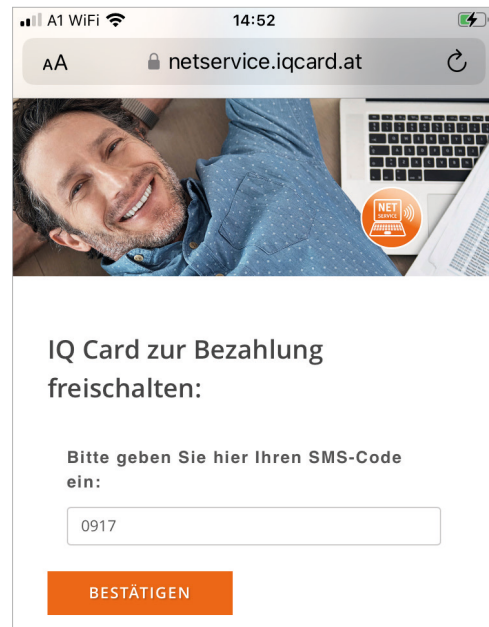 A1 WiFi 14:52
AA netservice.iqcard.at
NET
SERVICE
IQ Card zur Bezahlung
freischalten:
Bitte geben Sie hier Ihren SMS-Code
ein:
0917
BESTÄTIGEN